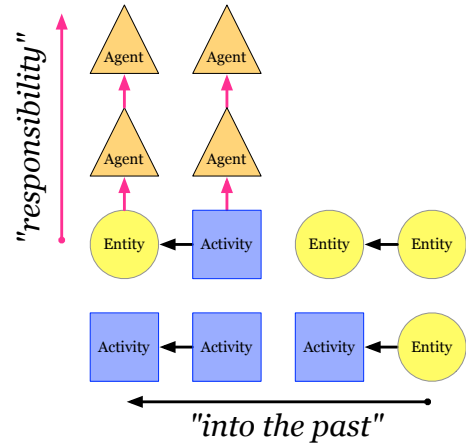 "responsibility"
Agent Agent
Agent Agent
Entity Activity Entity Entity
Activity Activity Activity Entity
"into the past"